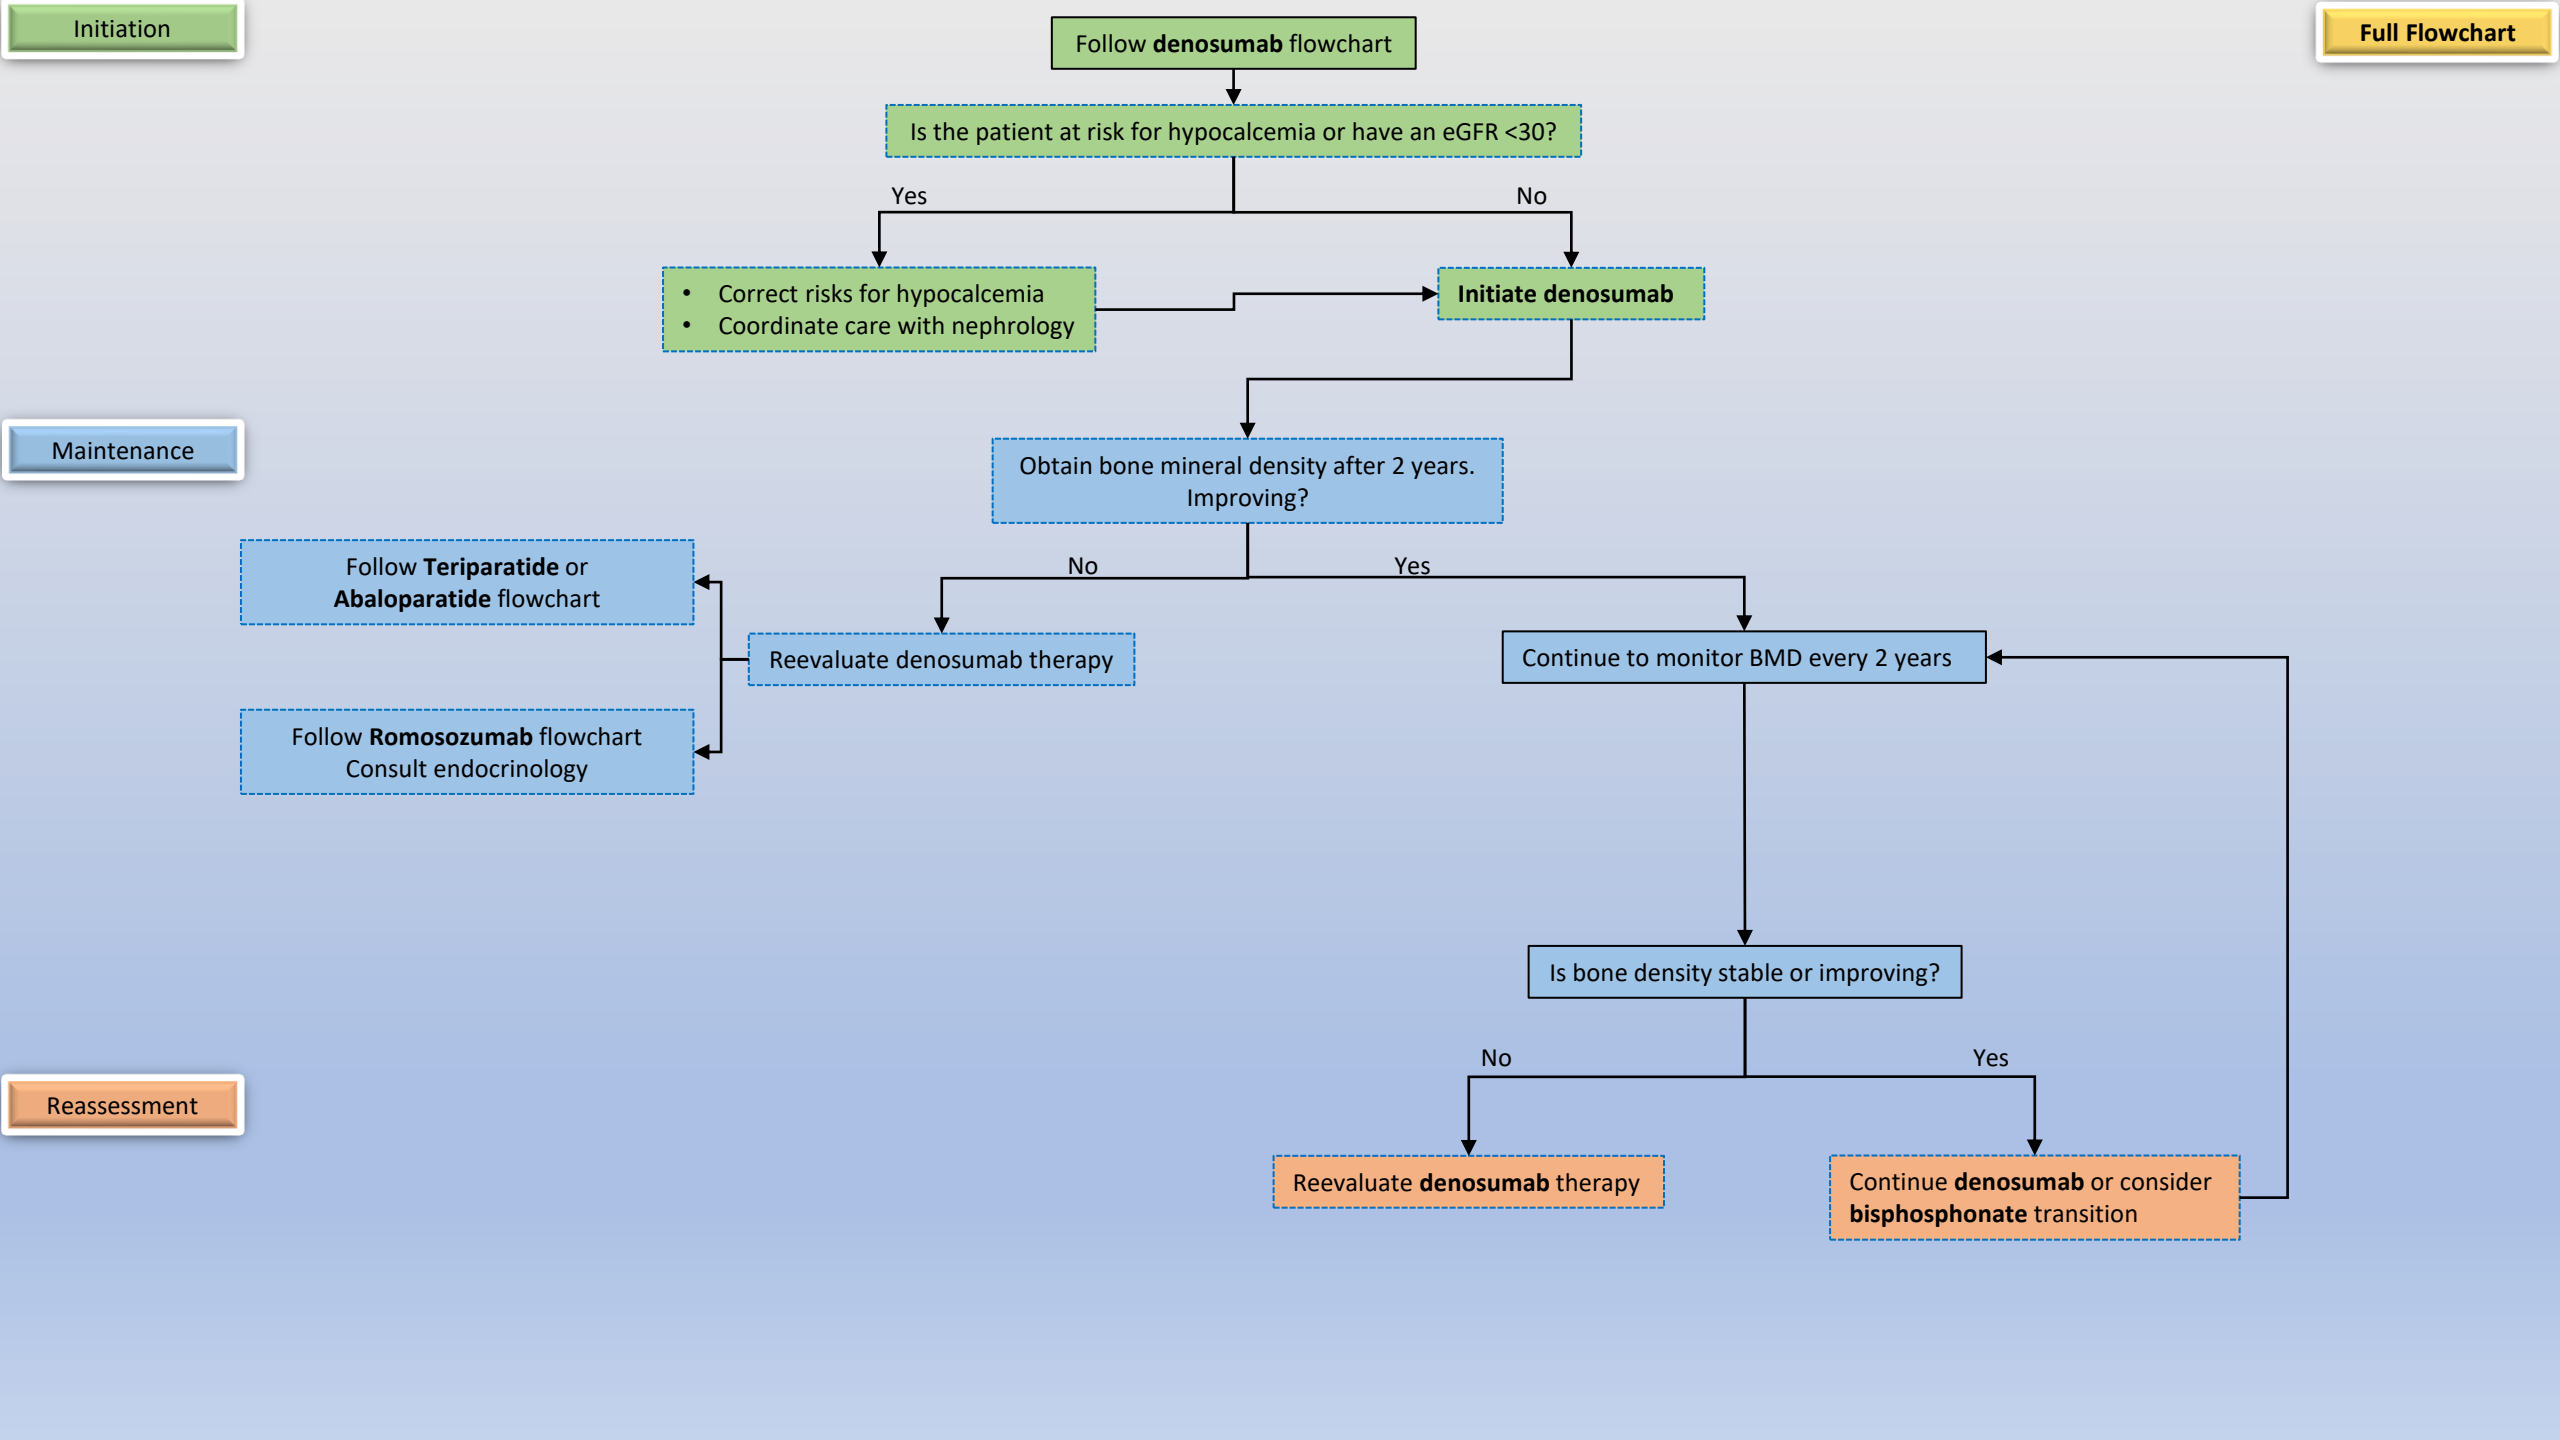 Initiation
Follow denosumab flowchart
Full Flowchart
Is the patient at risk for hypocalcemia or have an eGFR <30?
Yes
No
• Correct risks for hypocalcemia
• Coordinate care with nephrology
Initiate denosumab
Maintenance
Obtain bone mineral density after 2 years.
Improving?
No
Yes
Follow Teriparatide or
Abaloparatide flowchart
Reevaluate denosumab therapy
Continue to monitor BMD every 2 years
Follow Romosozumab flowchart
Consult endocrinology
Is bone density stable or improving?
No
Yes
Reassessment
Reevaluate denosumab therapy
Continue denosumab or consider
bisphosphonate transition